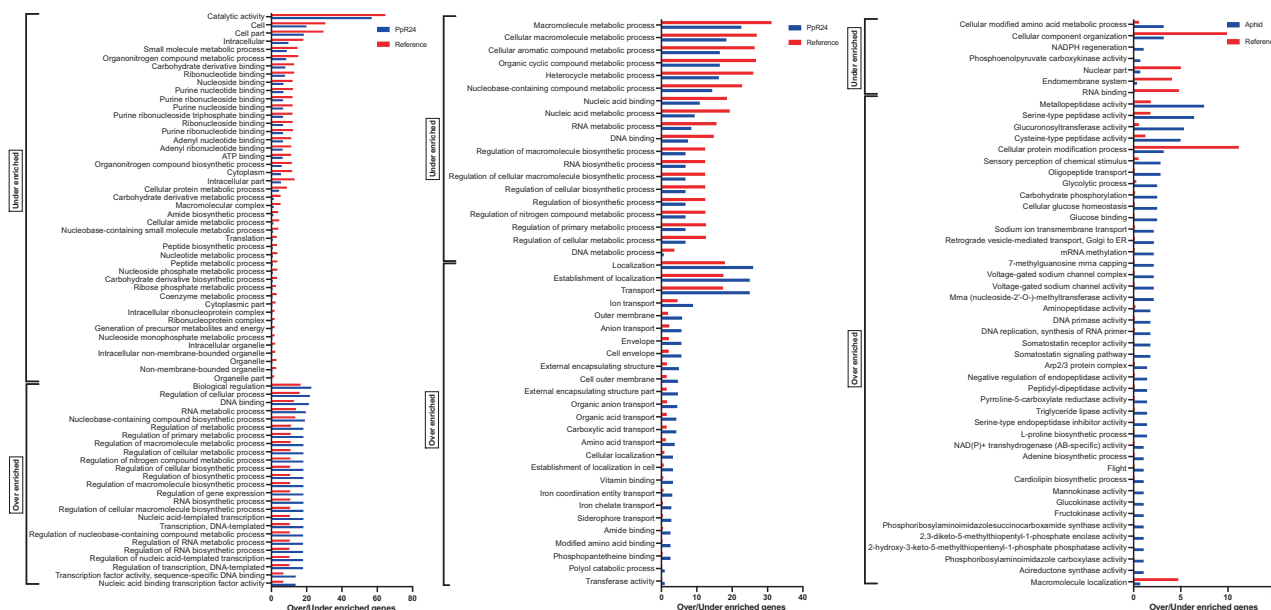 Catalytic activity
Cell
Cell part
Intracellular
Small molecule metabolic process
Organonitrogen compound metabolic process
Carbohydrate derivative binding
Ribonucleotide binding
Nucleoside binding
Purine nucleotide binding
Purine ribonucleoside binding
Purine nucleoside binding
Purine ribonucleoside triphosphate binding
Ribonucleoside binding
Purine ribonucleotide binding
Adenyl nucleotide binding
Adenyl ribonucleotide binding
ATP binding
Organonitrogen compound biosynthetic process
Cytoplasm
Intracellular part
Cellular protein metabolic process
Carbohydrate derivative metabolic process
Macromolecular complex
Amide biosynthetic process
Cellular amide metabolic process
Nucleobase-containing small molecule metabolic process
Translation
Peptide biosynthetic process
Nucleotide metabolic process
Peptide metabolic process
Nucleoside phosphate metabolic process
Carbohydrate derivative biosynthetic process
Ribose phosphate metabolic process
Coenzyme metabolic process
Cytoplasmic part
Intracellular ribonucleoprotein complex
Ribonucleoprotein complex
Generation of precursor metabolites and energy
Nucleoside monophosphate metabolic process
Intracellular organelle
Intracellular non-membrane-bounded organelle
Organelle
Non-membrane-bounded organelle
Organelle part
Biological regulation
Regulation of cellular process
DNA binding
RNA metabolic process
Nucleobase-containing compound biosynthetic process
Regulation of metabolic process
Regulation of primary metabolic process
Regulation of macromolecule metabolic process
Regulation of cellular metabolic process
Regulation of nitrogen compound metabolic process
Regulation of cellular biosynthetic process
Regulation of biosynthetic process
Regulation of macromolecule biosynthetic process
Regulation of gene expression
RNA biosynthetic process
Regulation of cellular macromolecule biosynthetic process
Nucleic acid-templated transcription
Transcription, DNA-templated
Regulation of nucleobase-containing compound metabolic process
Regulation of RNA metabolic process
Regulation of RNA biosynthetic process
Regulation of nucleic acid-templated transcription
Regulation of transcription, DNA-templated
Transcription factor activity, sequence-specific DNA binding
Nucleic acid binding transcription factor activity
Under enriched
Over enriched
PpR24
Reference
0 20 40 60 80
Over/Under enriched genes
Macromolecule metabolic process
Cellular macromolecule metabolic process
Cellular aromatic compound metabolic process
Organic cyclic compound metabolic process
Heterocycle metabolic process
Nucleobase-containing compound metabolic process
Nucleic acid binding
Nucleic acid metabolic process
RNA metabolic process
DNA binding
Regulation of macromolecule biosynthetic process
RNA biosynthetic process
Regulation of cellular macromolecule biosynthetic process
Regulation of cellular biosynthetic process
Regulation of biosynthetic process
Regulation of nitrogen compound metabolic process
Regulation of primary metabolic process
Regulation of cellular metabolic process
DNA metabolic process
Localization
Establishment of localization
Transport
Ion transport
Outer membrane
Anion transport
Envelope
Cell envelope
External encapsulating structure
Cell outer membrane
External encapsulating structure part
Organic anion transport
Organic acid transport
Carboxylic acid transport
Amino acid transport
Cellular localization
Establishment of localization in cell
Vitamin binding
Iron coordination entity transport
Iron chelate transport
Siderophore transport
Amide binding
Modified amino acid binding
Phosphopantetheine binding
Polyol catabolic process
Transferase activity
Under enriched
Over enriched
PpR24
Reference
0 10 20 30 40
Over/Under enriched genes
Cellular modified amino acid metabolic process
Cellular component organization
NADPH regeneration
Phosphoenolpyruvate carboxykinase activity
Nuclear part
Endomembrane system
RNA binding
Metallopeptidase activity
Serine-type peptidase activity
Glucuronosyltransferase activity
Cysteine-type peptidase activity
Cellular protein modification process
Sensory perception of chemical stimulus
Oligopeptide transport
Glycolytic process
Carbohydrate phosphorylation
Cellular glucose homeostasis
Glucose binding
Sodium ion transmembrane transport
Retrograde vesicle-mediated transport, Golgi to ER
mRNA methylation
7-methylguanosine mrna capping
Voltage-gated sodium channel complex
Voltage-gated sodium channel activity
Mrna (nucleoside-2'-O-)-methyltransferase activity
Aminopeptidase activity
DNA primase activity
DNA replication, synthesis of RNA primer
Somatostatin receptor activity
Somatostatin signaling pathway
Arp2/3 protein complex
Negative regulation of endopeptidase activity
Peptidyl-dipeptidase activity
Pyrroline-5-carboxylate reductase activity
Triglyceride lipase activity
Serine-type endopeptidase inhibitor activity
L-proline biosynthetic process
NAD(P)+ transhydrogenase (AB-specific) activity
Adenine biosynthetic process
Flight
Cardiolipin biosynthetic process
Mannokinase activity
Glucokinase activity
Fructokinase activity
Phosphoribosylaminoimidazolesuccinocarboxamide synthase activity
2,3-diketo-5-methylthiopentyl-1-phosphate enolase activity
2-hydroxy-3-keto-5-methylthiopentenyl-1-phosphate phosphatase activity
Phosphoribosylaminoimidazole carboxylase activity
Acireductone synthase activity
Macromolecule localization
Under enriched
Over enriched
Aphid
Reference
0 5 10 15
Over/Under enriched genes